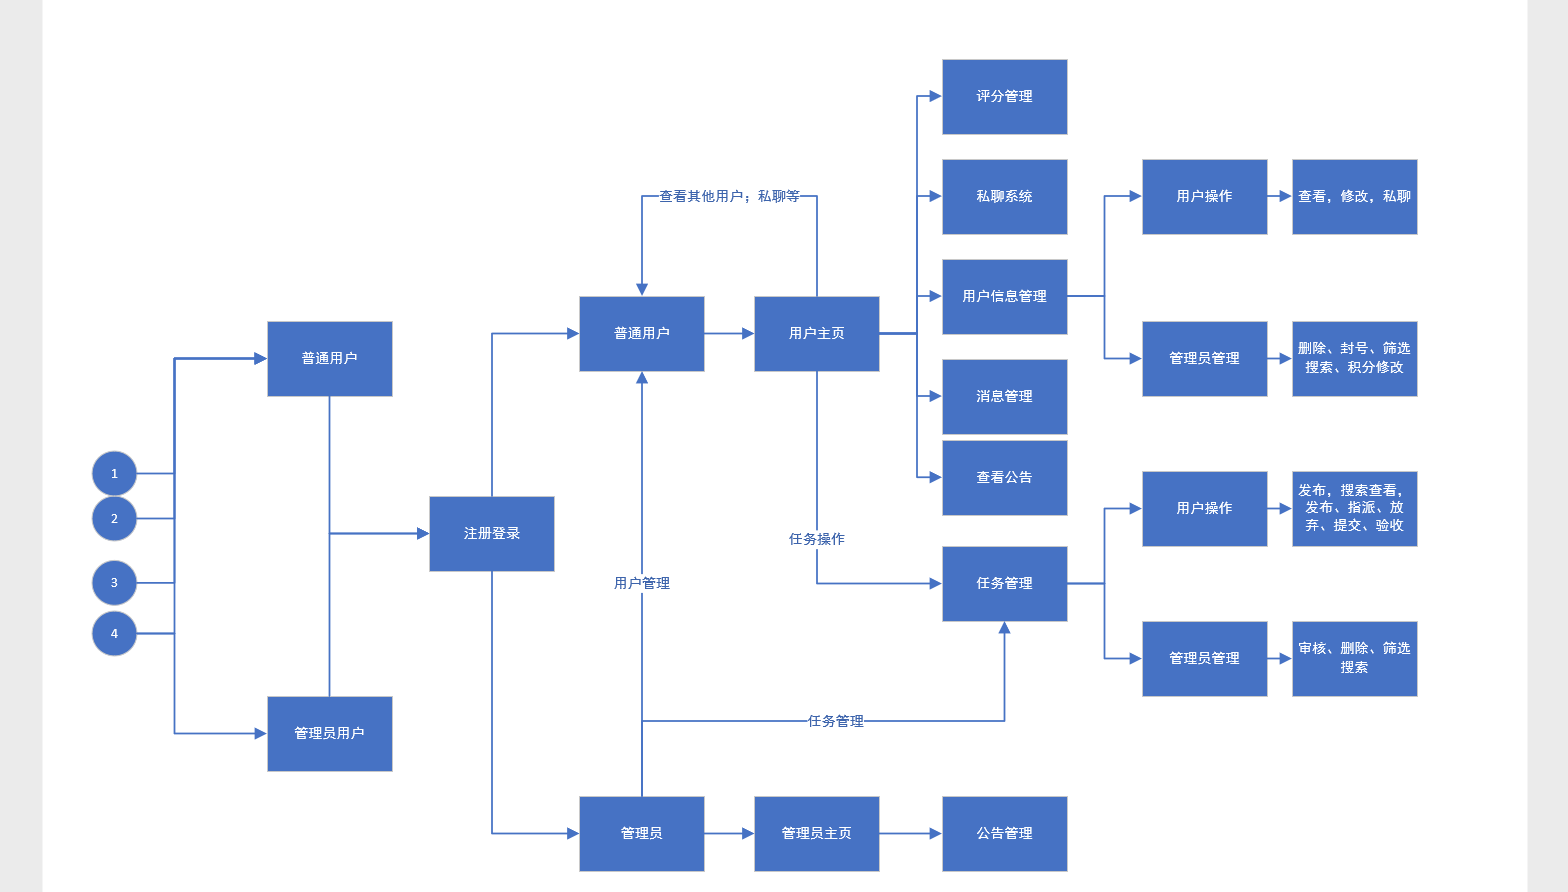 评分管理
私聊系统
用户操作
查看，修改，私聊
查看其他用户；私聊等
用户信息管理
普通用户
用户主页
普通用户
管理员管理
删除、封号、筛选
搜索、积分修改
消息管理
1
查看公告
2
用户操作
发布，搜索查看，
发布、指派、放
弃、提交、验收
注册登录
任务操作
3
用户管理
任务管理
4
管理员管理
审核、删除、筛选
搜索
任务管理
管理员用户
管理员
管理员主页
公告管理